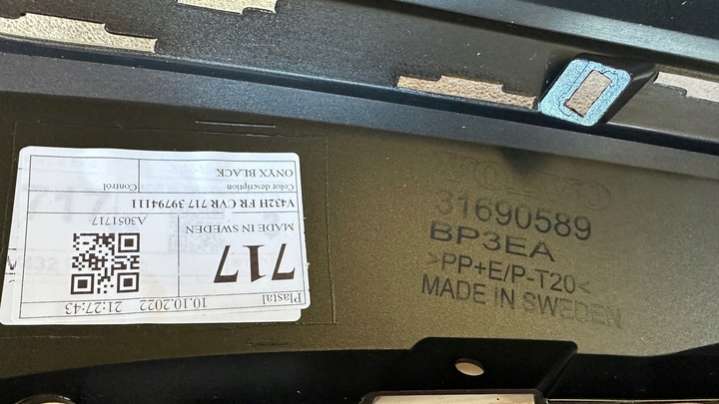 Plastal
10.10.2022
21:27:43
717
MADE IN SWEDEN
A3051717
V432H FR CVR 717 39794111
Color description
Control
ONYX BLACK
31690589
BP3EA
>PP+E/P-T20<
MADE IN SWEDEN